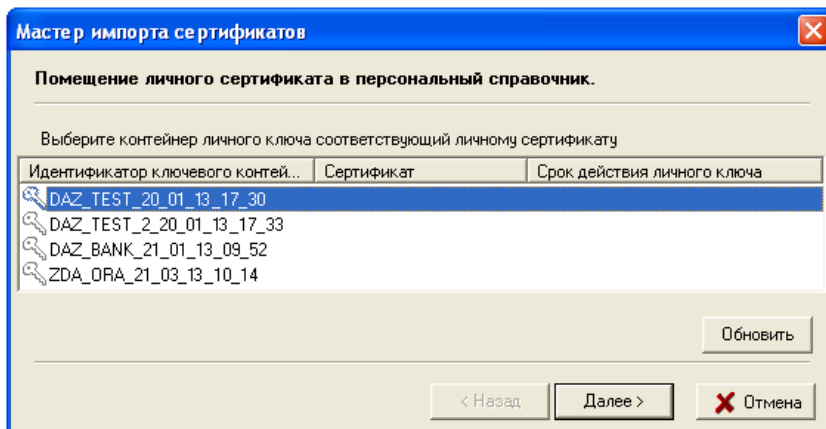 Мастер импорта сертификатов
Помещение личного сертификата в персональный справочник.
Выберите контейнер личного ключа соответствующий личному сертификату
Идентификатор ключевого контей... Сертификат Срок действия личного ключа
DAZ_TEST_20_01_13_17_30
DAZ_TEST_2_20_01_13_17_33
DAZ_BANK_21_01_13_09_52
ZDA_ORA_21_03_13_10_14
Обновить
< Назад Далее > Отмена